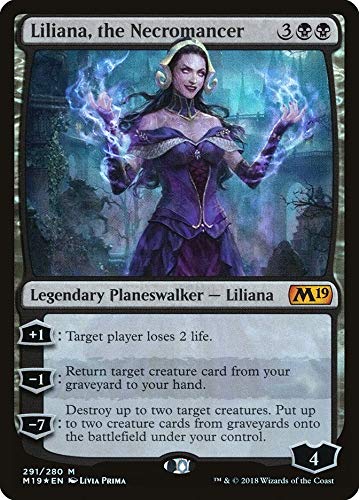 Liliana, the Necromancer 3
Legendary Planeswalker — Liliana M19
+1: Target player loses 2 life.
-1: Return target creature card from your
graveyard to your hand.
-7: Destroy up to two target creatures. Put up
to two creature cards from graveyards onto
the battlefield under your control.
4
291/280 M
M19★EN Livia Prima
™ & © 2018 Wizards of the Coast